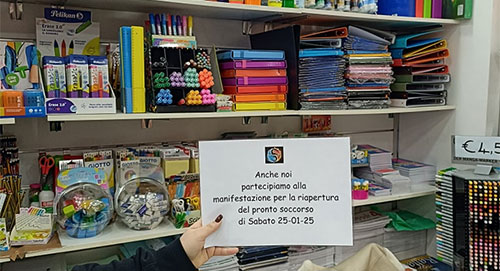 Pelikan
GIOTTO
€ 4,5
Anche noi
partecipiamo alla
manifestazione per la riapertura
del pronto soccorso
di Sabato 25-01-25